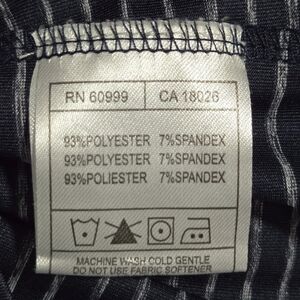 RN 60999 CA 18026
93%POLYESTER 7%SPANDEX
93%POLYESTER 7%SPANDEX
93%POLIESTER 7%SPANDEX
MACHINE WASH COLD GENTLE
DO NOT USE FABRIC SOFTENER